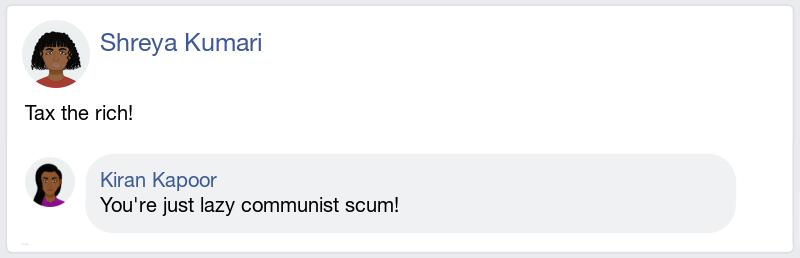 Shreya Kumari
Tax the rich!
Kiran Kapoor
You're just lazy communist scum!